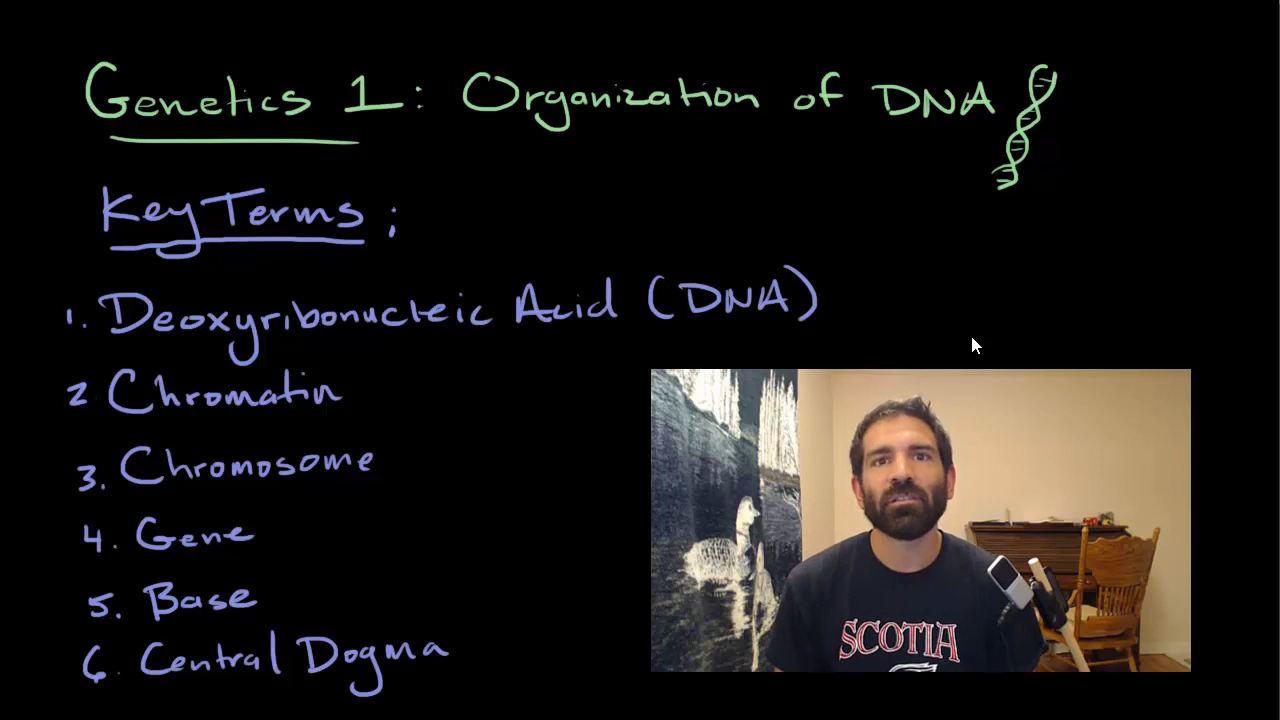 Genetics 1: Organization of DNA
Key Terms:
1. Deoxyribonucleic Acid (DNA)
2 Chromatin
3. Chromosome
4. Gene
5. Base
6. Central Dogma
SCOTIA